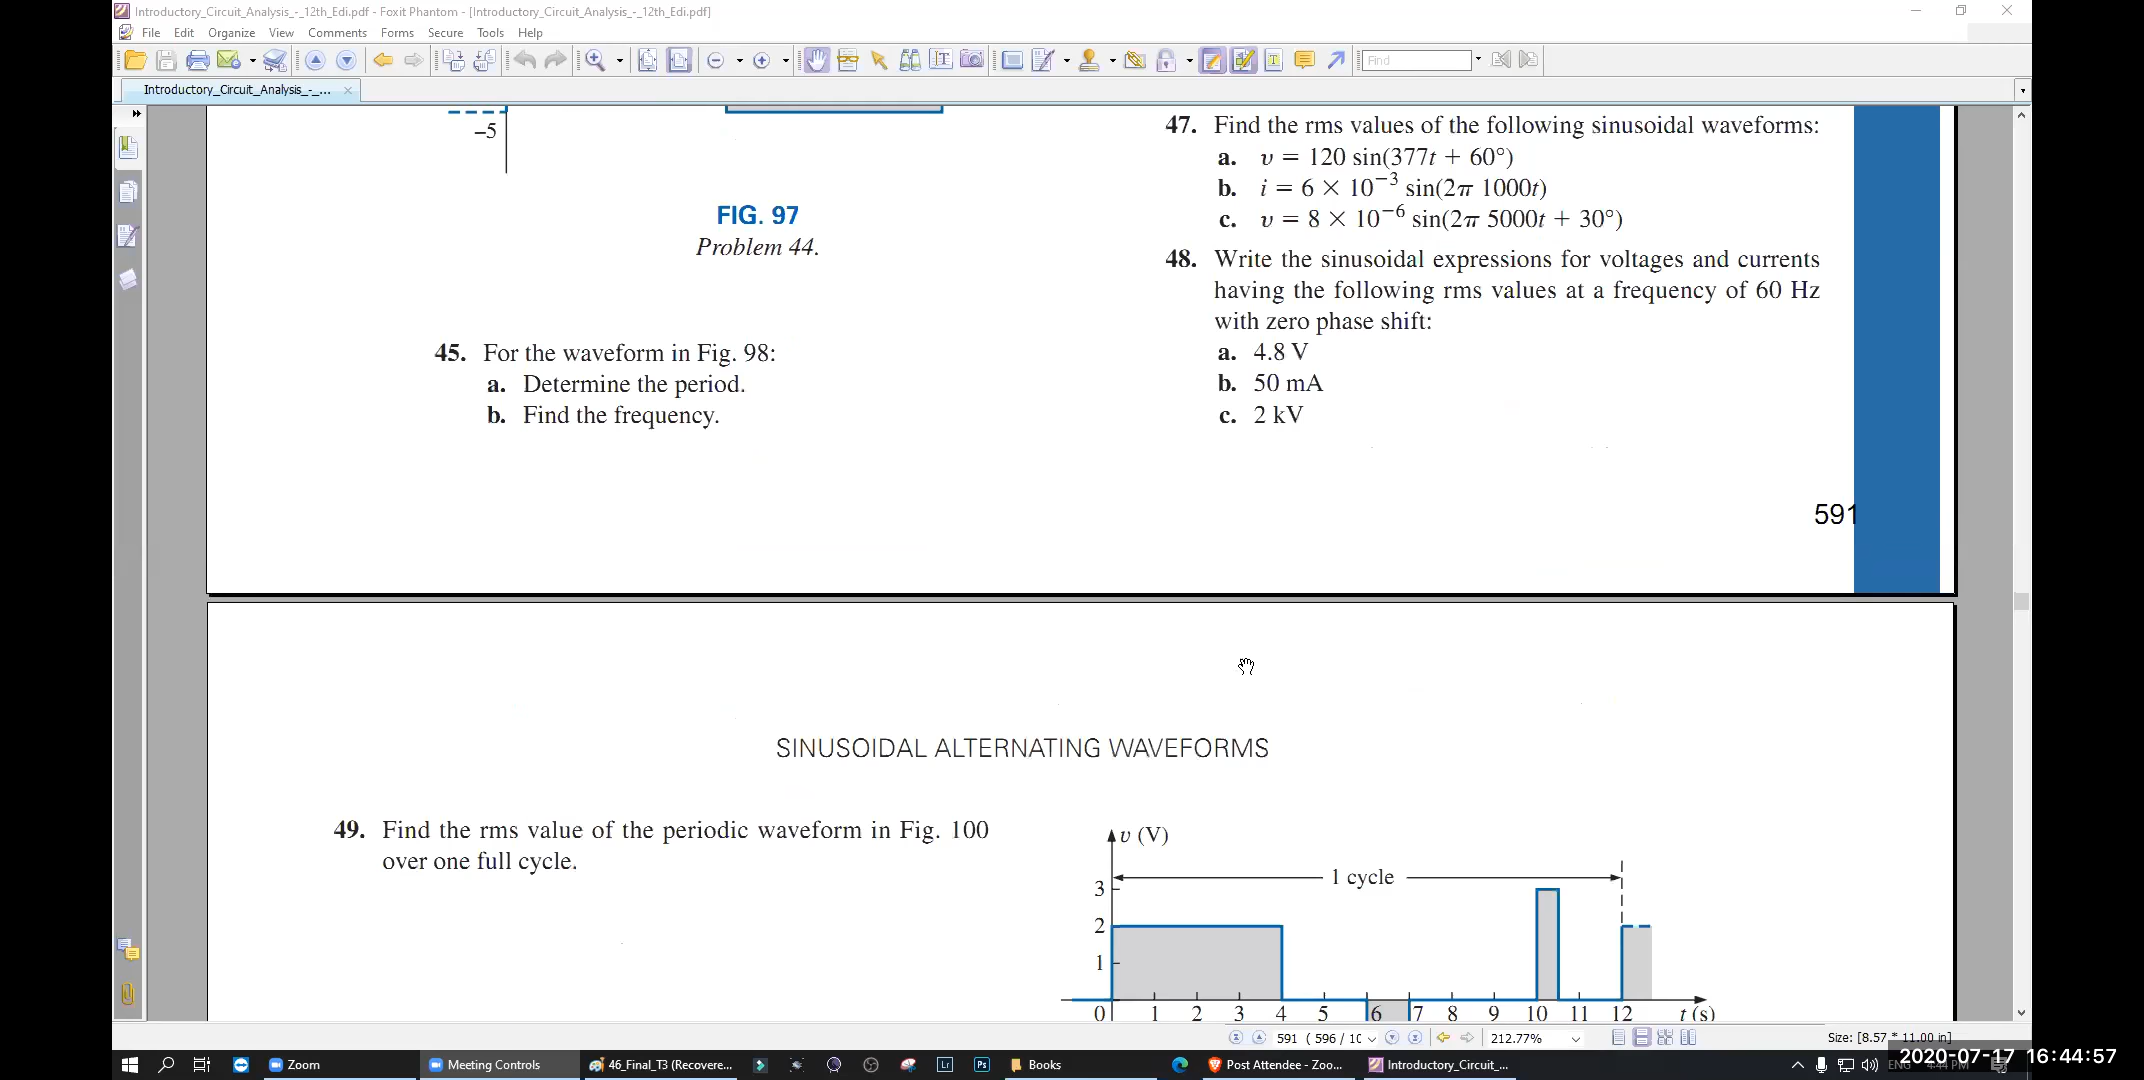 Introductory_Circuit_Analysis_-_12th_Edi.pdf - Foxit Phantom - [Introductory_Circuit_Analysis_-_12th_Edi.pdf]
File Edit Organize View Comments Forms Secure Tools Help
Find
Introductory_Circuit_Analysis_-_...
–5
FIG. 97
Problem 44.
45. For the waveform in Fig. 98:
a. Determine the period.
b. Find the frequency.
47. Find the rms values of the following sinusoidal waveforms:
a. υ = 120 sin(377t + 60°)
b. i = 6 × 10⁻³ sin(2π 1000t)
c. υ = 8 × 10⁻⁶ sin(2π 5000t + 30°)
48. Write the sinusoidal expressions for voltages and currents
having the following rms values at a frequency of 60 Hz
with zero phase shift:
a. 4.8 V
b. 50 mA
c. 2 kV
591
SINUSOIDAL ALTERNATING WAVEFORMS
49. Find the rms value of the periodic waveform in Fig. 100
over one full cycle.
υ (V)
1 cycle
3
2
1
0 1 2 3 4 5 6 7 8 9 10 11 12 t (s)
591 ( 596 / 10
212.77%
Size: [8.57 * 11.00 in]
Zoom
Meeting Controls
46_Final_T3 (Recovere...
Lr
Ps
Books
Post Attendee - Zoo...
Introductory_Circuit_...
ENG
4:44 PM
2020-07-17 16:44:57